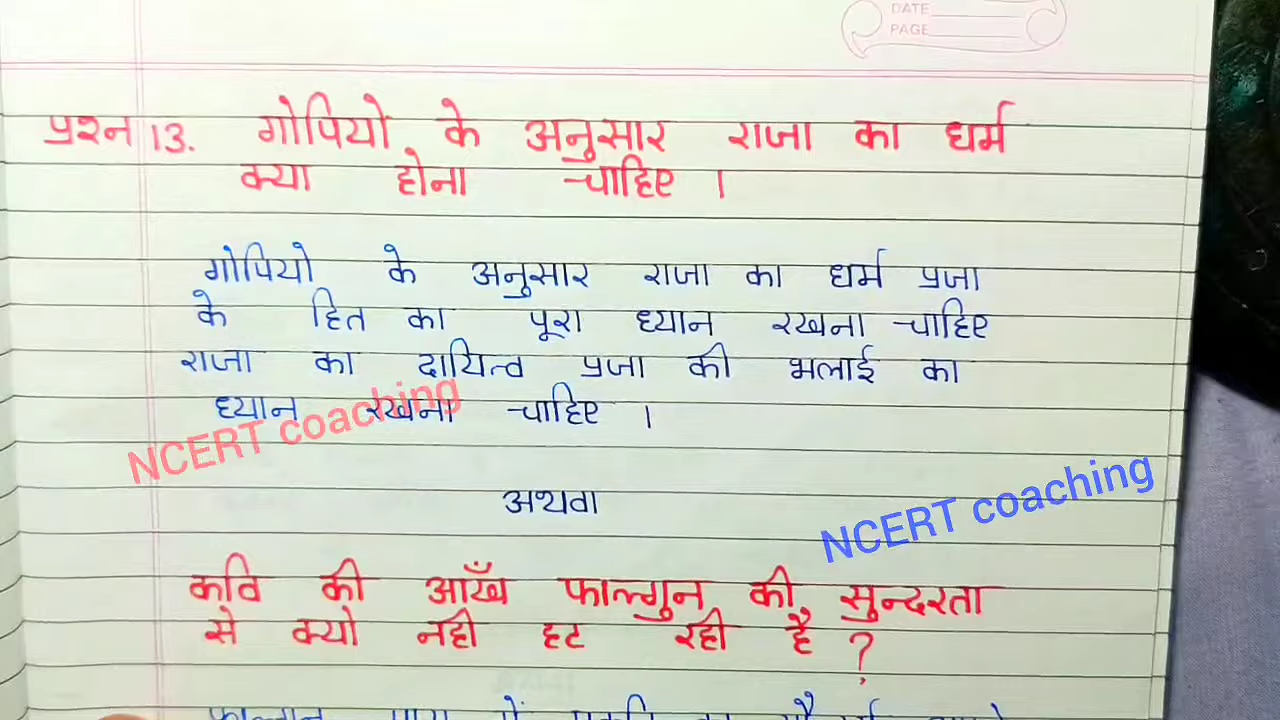 DATE
PAGE
प्रश्न 13. गोपियो के अनुसार राजा का धर्म
क्या होना चाहिए ।
गोपियो के अनुसार राजा का धर्म प्रजा
के हित का पूरा ध्यान रखना चाहिए
राजा का दायित्व प्रजा की भलाई का
ध्यान रखना चाहिए ।
NCERT coaching
अथवा
NCERT coaching
कवि की आँख फाल्गुन की सुन्दरता
से क्यो नही हट रही है ?